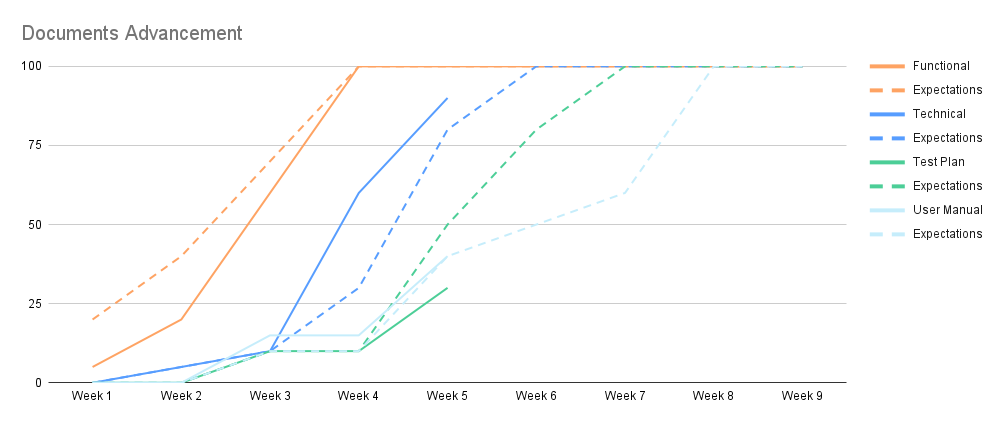 Documents Advancement
100
75
50
25
0
Week 1 Week 2 Week 3 Week 4 Week 5 Week 6 Week 7 Week 8 Week 9
Functional
Expectations
Technical
Expectations
Test Plan
Expectations
User Manual
Expectations